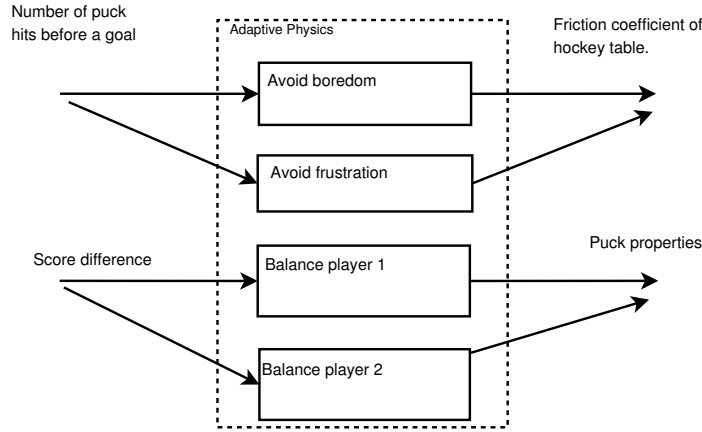 Number of puck
hits before a goal
Adaptive Physics
Friction coefficient of
hockey table.
Avoid boredom
Avoid frustration
Score difference
Puck properties
Balance player 1
Balance player 2